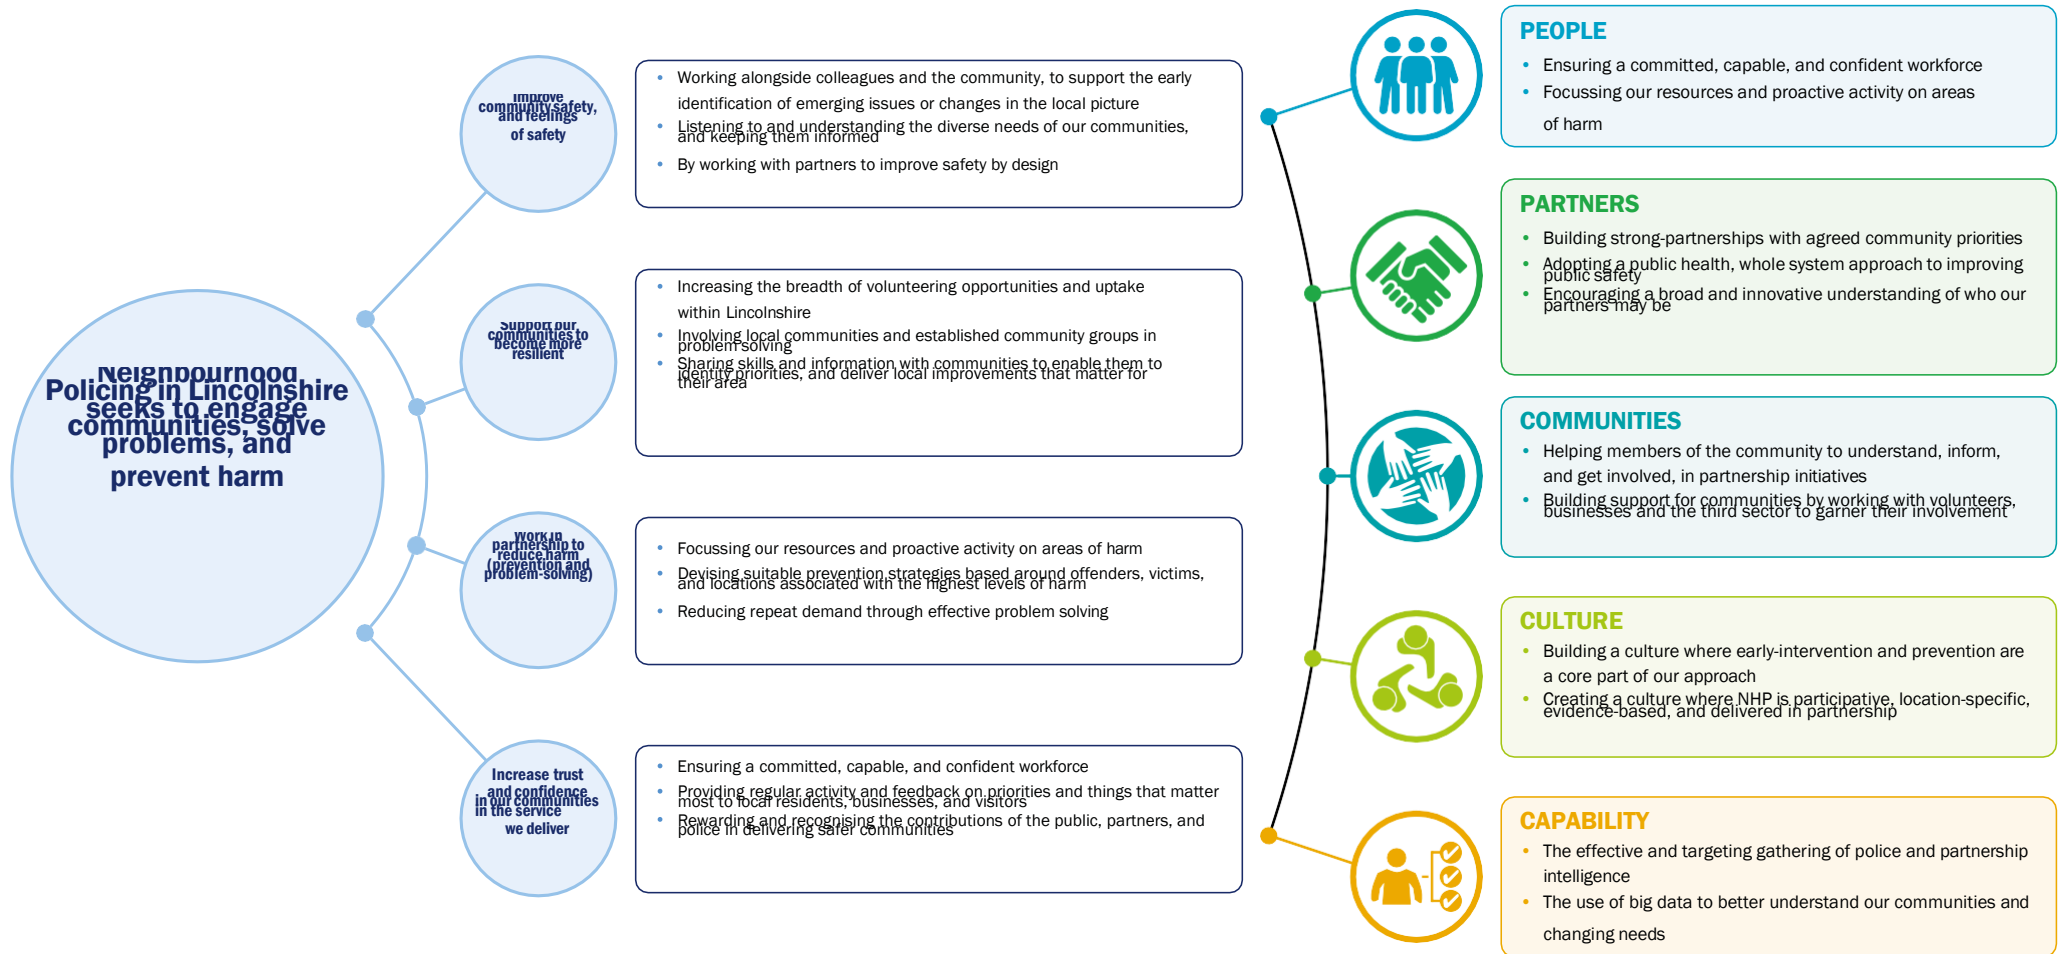 Neighbourhood
Policing in Lincolnshire
seeks to engage
communities, solve
problems, and
prevent harm
Improve
community safety,
and feelings
of safety
• Working alongside colleagues and the community, to support the early
identification of emerging issues or changes in the local picture
• Listening to and understanding the diverse needs of our communities,
and keeping them informed
• By working with partners to improve safety by design
Support our
communities to
become more
resilient
• Increasing the breadth of volunteering opportunities and uptake
within Lincolnshire
• Involving local communities and established community groups in
problem solving
• Sharing skills and information with communities to enable them to
identity priorities, and deliver local improvements that matter for
their area
Work in
partnership to
reduce harm
(prevention and
problem-solving)
• Focussing our resources and proactive activity on areas of harm
• Devising suitable prevention strategies based around offenders, victims,
and locations associated with the highest levels of harm
• Reducing repeat demand through effective problem solving
Increase trust
and confidence
in our communities
in the service
we deliver
• Ensuring a committed, capable, and confident workforce
• Providing regular activity and feedback on priorities and things that matter
most to local residents, businesses, and visitors
• Rewarding and recognising the contributions of the public, partners, and
police in delivering safer communities
PEOPLE
• Ensuring a committed, capable, and confident workforce
• Focussing our resources and proactive activity on areas
of harm
PARTNERS
• Building strong-partnerships with agreed community priorities
• Adopting a public health, whole system approach to improving
public safety
• Encouraging a broad and innovative understanding of who our
partners may be
COMMUNITIES
• Helping members of the community to understand, inform,
and get involved, in partnership initiatives
• Building support for communities by working with volunteers,
businesses and the third sector to garner their involvement
CULTURE
• Building a culture where early-intervention and prevention are
a core part of our approach
• Creating a culture where NHP is participative, location-specific,
evidence-based, and delivered in partnership
CAPABILITY
• The effective and targeting gathering of police and partnership
intelligence
• The use of big data to better understand our communities and
changing needs